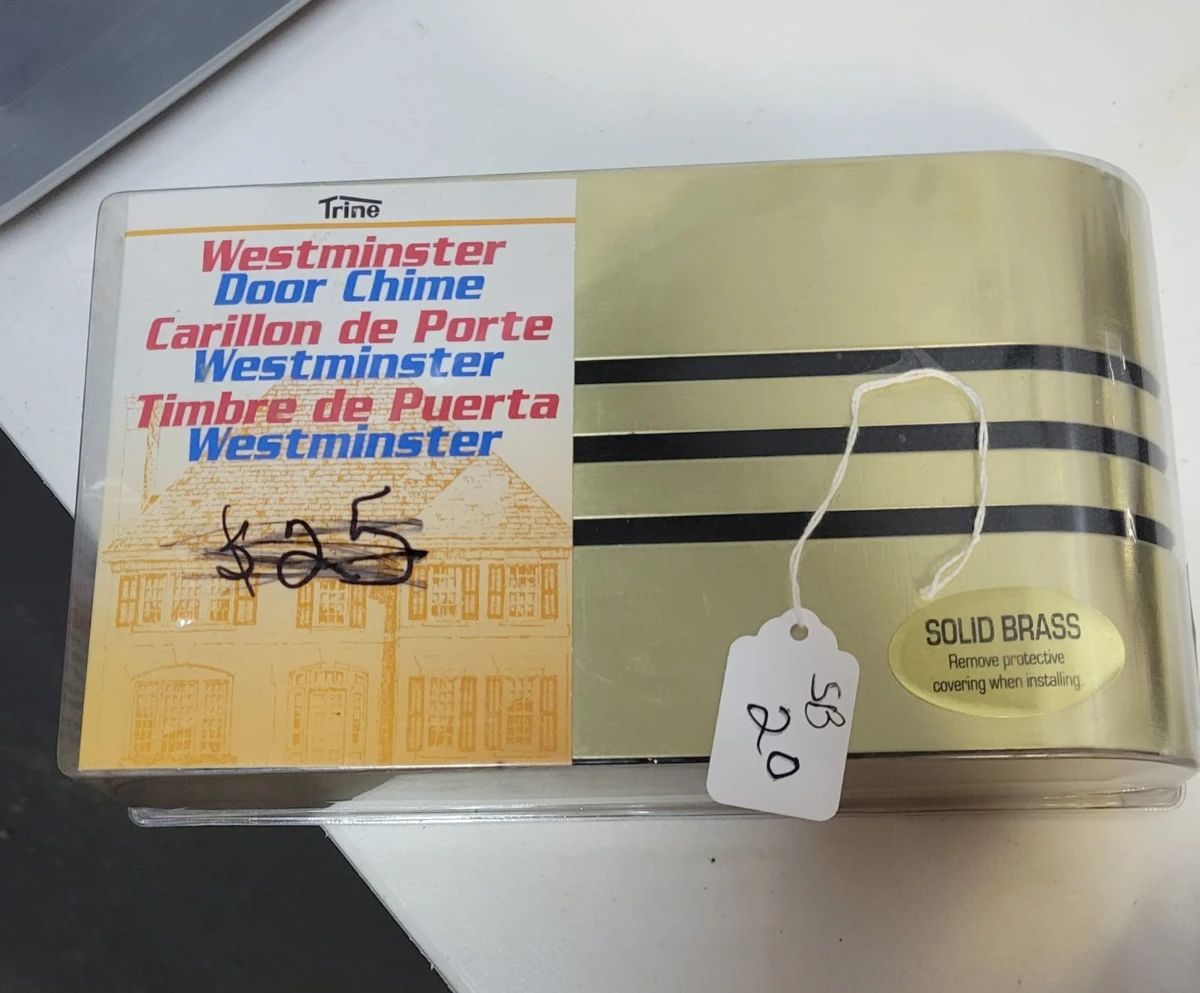 Trine
Westminster
Door Chime
Carillon de Porte
Westminster
Timbre de Puerta
Westminster
$25
SOLID BRASS
Remove protective
covering when installing.
SB
20